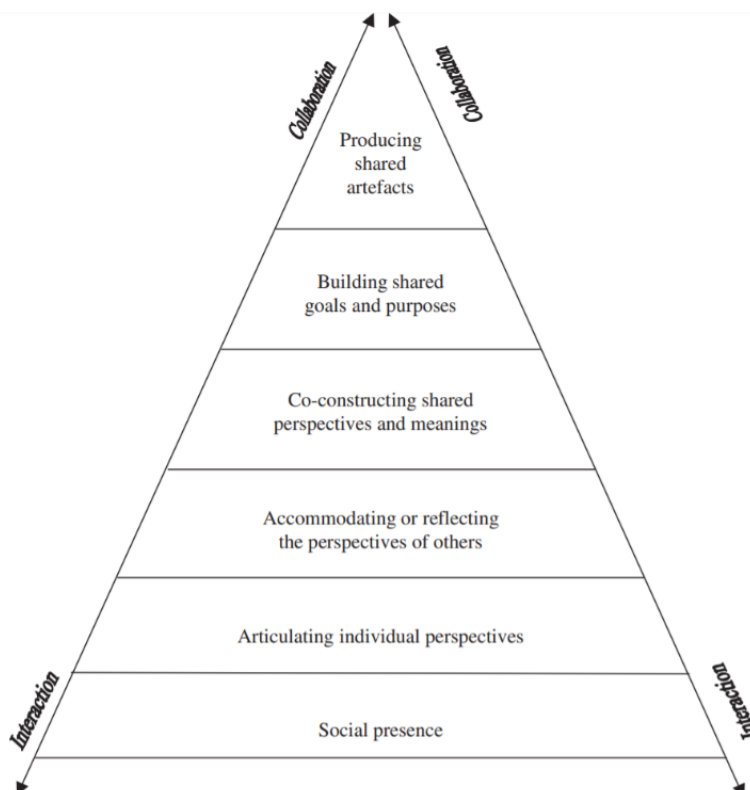 Collaboration
Collaboration
Producing
shared
artefacts
Building shared
goals and purposes
Co-constructing shared
perspectives and meanings
Accommodating or reflecting
the perspectives of others
Articulating individual perspectives
Interaction
Interaction
Social presence